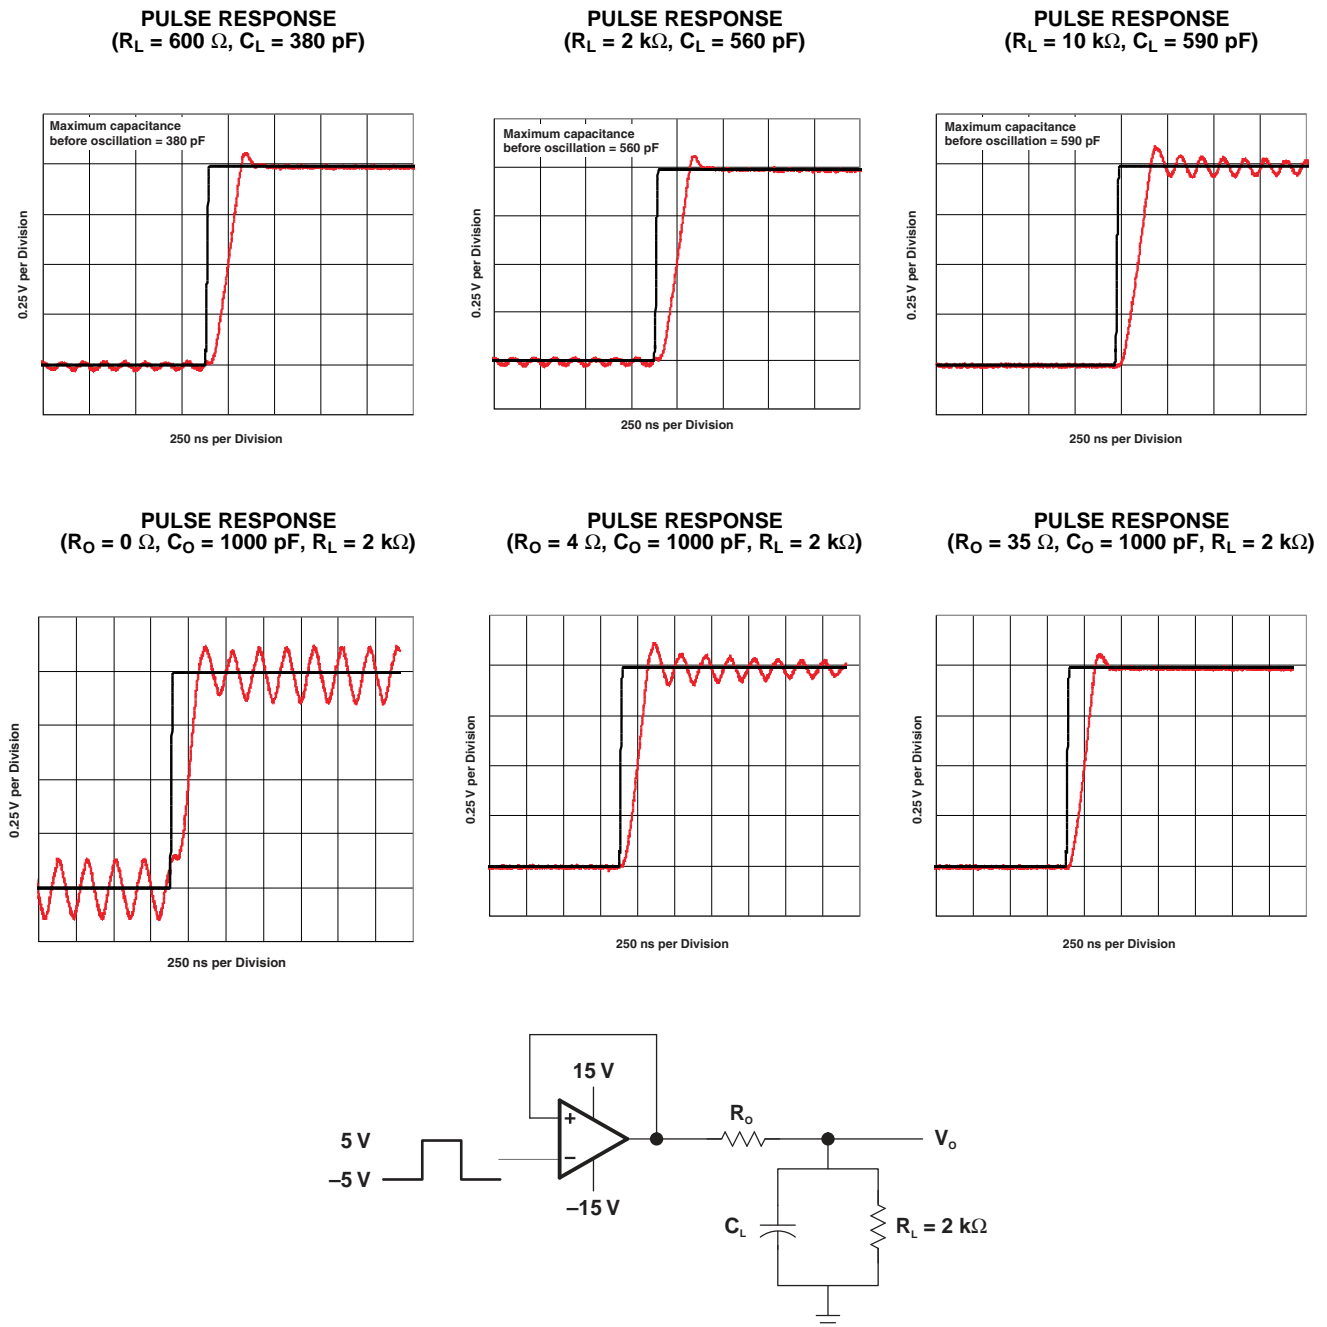 PULSE RESPONSE
(RL = 600 Ω, CL = 380 pF)
Maximum capacitance
before oscillation = 380 pF
0.25 V per Division
250 ns per Division
PULSE RESPONSE
(RL = 2 kΩ, CL = 560 pF)
Maximum capacitance
before oscillation = 560 pF
0.25 V per Division
250 ns per Division
PULSE RESPONSE
(RL = 10 kΩ, CL = 590 pF)
Maximum capacitance
before oscillation = 590 pF
0.25 V per Division
250 ns per Division
PULSE RESPONSE
(RO = 0 Ω, CO = 1000 pF, RL = 2 kΩ)
0.25 V per Division
250 ns per Division
PULSE RESPONSE
(RO = 4 Ω, CO = 1000 pF, RL = 2 kΩ)
0.25 V per Division
250 ns per Division
PULSE RESPONSE
(RO = 35 Ω, CO = 1000 pF, RL = 2 kΩ)
0.25 V per Division
250 ns per Division
15 V
RO
+
5 V
VO
−
–5 V
–15 V
CL
RL = 2 kΩ